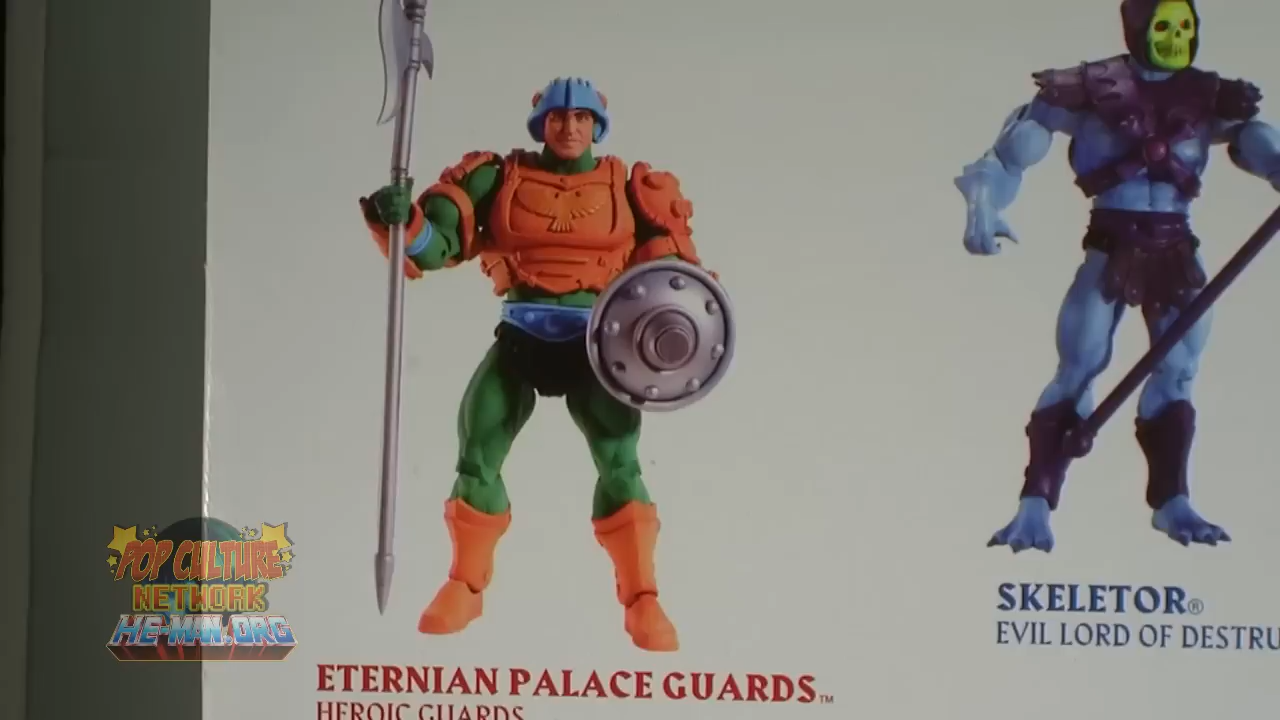 ETERNIAN PALACE GUARDS™
HEROIC GUARDS
SKELETOR®
EVIL LORD OF DESTRU
POP CULTURE
NETWORK
HE-MAN.ORG